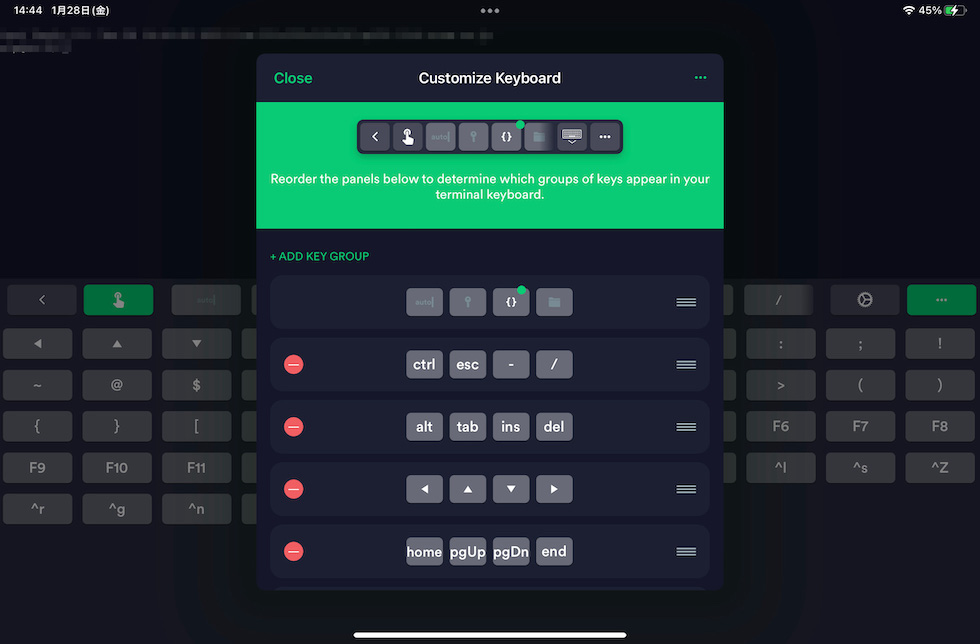 14:44 1月28日(金)
45%
Close
Customize Keyboard
auto
{}
Reorder the panels below to determine which groups of keys appear in your
terminal keyboard.
+ ADD KEY GROUP
auto
{}
ctrl esc - /
alt tab ins del
home pgUp pgDn end
auto /
: ; !
~ @ $ > ( )
{ } [ F6 F7 F8
F9 F10 F11 ^l ^s ^Z
^r ^g ^n